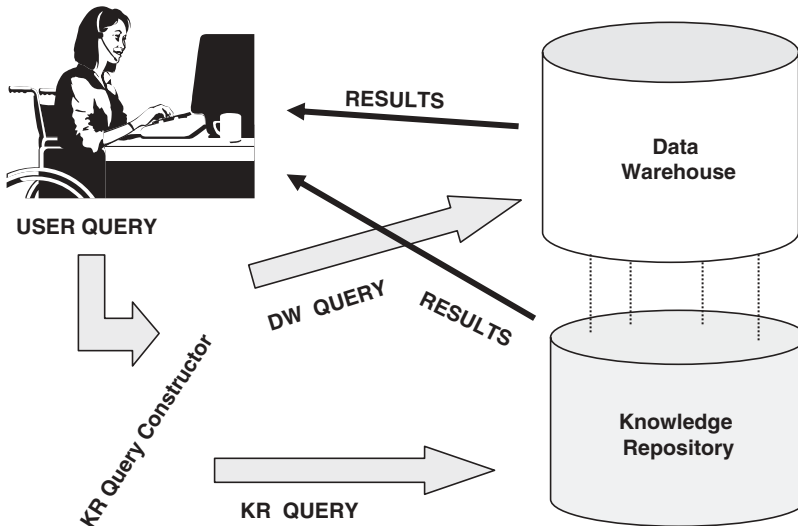 RESULTS
Data
Warehouse
USER QUERY
DW QUERY
RESULTS
KR Query Constructor
Knowledge
Repository
KR QUERY